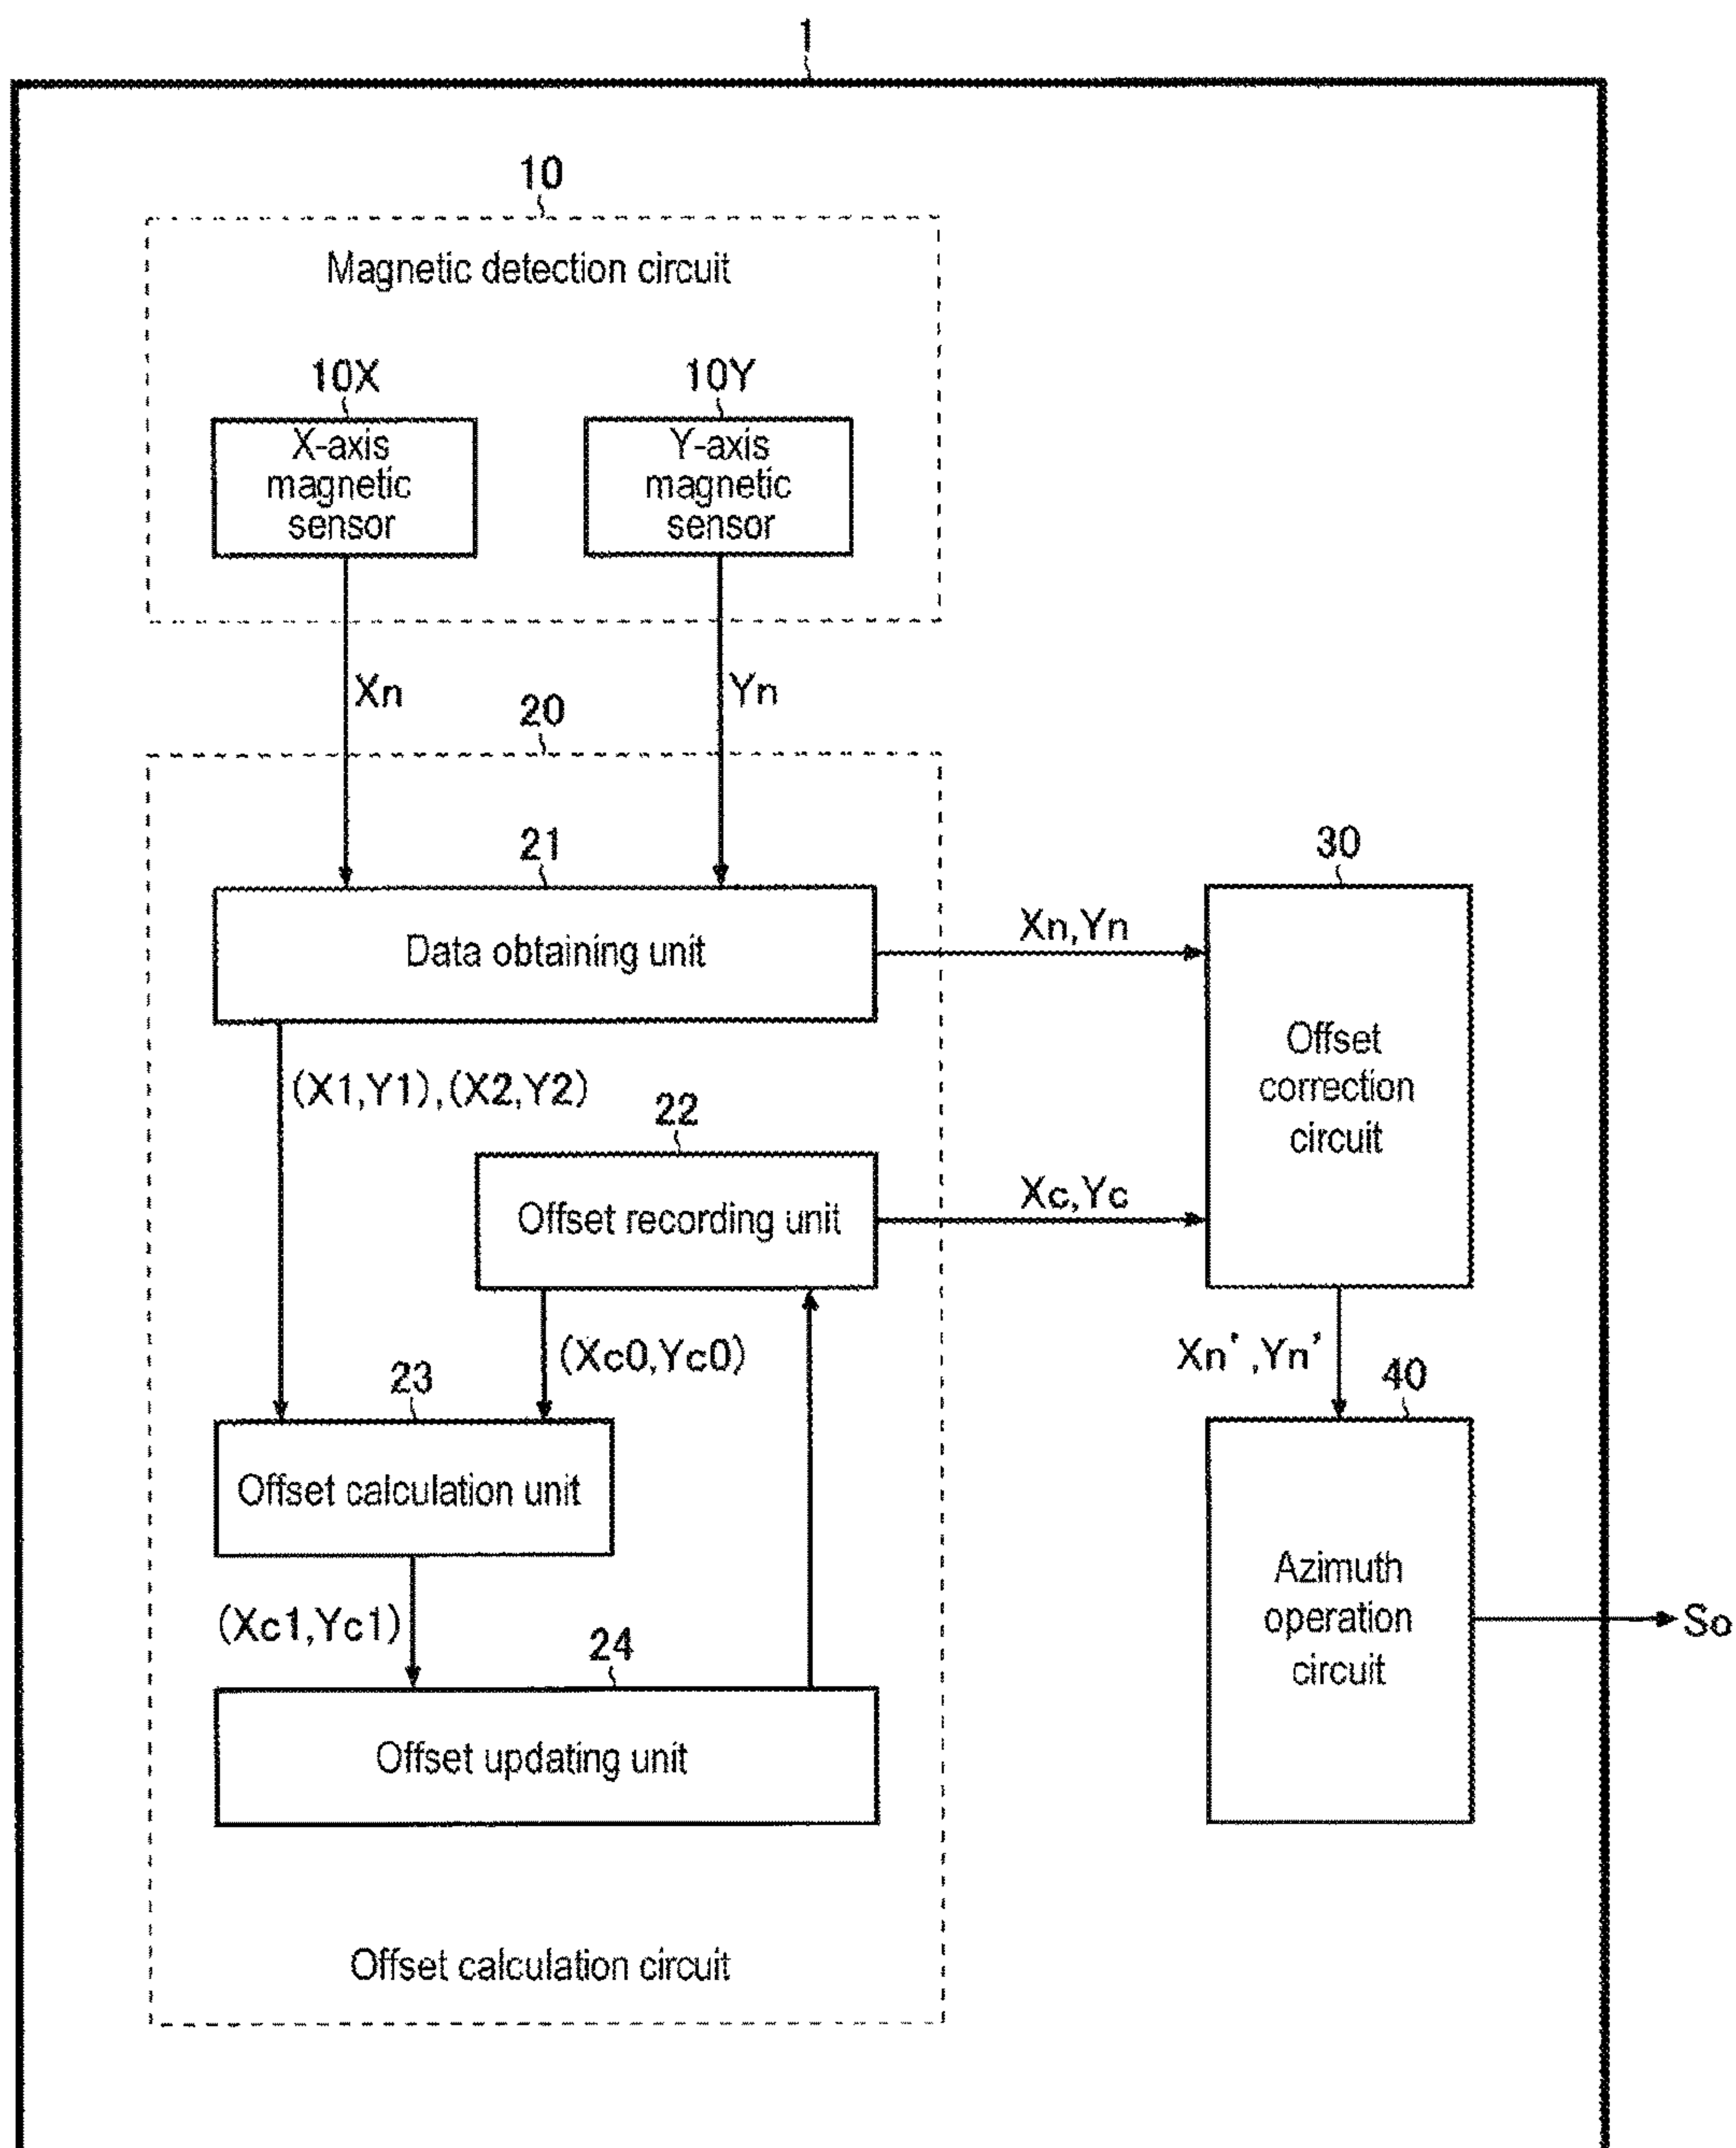 1
10
Magnetic detection circuit
10X
10Y
X-axis
magnetic
sensor
Y-axis
magnetic
sensor
Xn
Yn
20
21
Data obtaining unit
Xn,Yn
30
Offset
correction
circuit
(X1,Y1),(X2,Y2)
22
Offset recording unit
Xc,Yc
(Xc0,Yc0)
Xn',Yn'
23
Offset calculation unit
40
Azimuth
operation
circuit
So
(Xc1,Yc1)
24
Offset updating unit
Offset calculation circuit